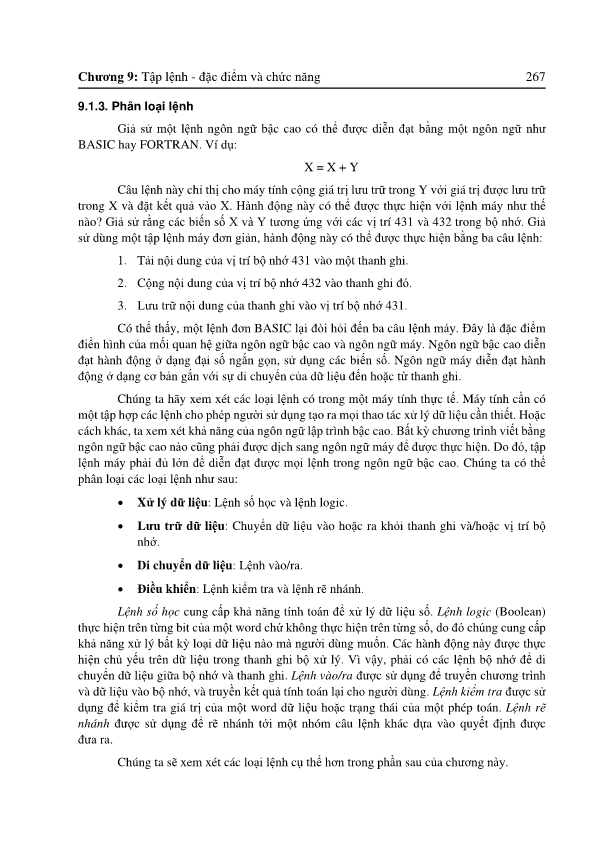 Chương 9: Tập lệnh - đặc điểm và chức năng 267
9.1.3. Phân loại lệnh
Giả sử một lệnh ngôn ngữ bậc cao có thể được diễn đạt bằng một ngôn ngữ như
BASIC hay FORTRAN. Ví dụ:
X = X + Y
Câu lệnh này chỉ thị cho máy tính cộng giá trị lưu trữ trong Y với giá trị được lưu trữ
trong X và đặt kết quả vào X. Hành động này có thể được thực hiện với lệnh máy như thế
nào? Giả sử rằng các biến số X và Y tương ứng với các vị trí 431 và 432 trong bộ nhớ. Giả
sử dùng một tập lệnh máy đơn giản, hành động này có thể được thực hiện bằng ba câu lệnh:
1. Tải nội dung của vị trí bộ nhớ 431 vào một thanh ghi.
2. Cộng nội dung của vị trí bộ nhớ 432 vào thanh ghi đó.
3. Lưu trữ nội dung của thanh ghi vào vị trí bộ nhớ 431.
Có thể thấy, một lệnh đơn BASIC lại đòi hỏi đến ba câu lệnh máy. Đây là đặc điểm
điển hình của mối quan hệ giữa ngôn ngữ bậc cao và ngôn ngữ máy. Ngôn ngữ bậc cao diễn
đạt hành động ở dạng đại số ngắn gọn, sử dụng các biến số. Ngôn ngữ máy diễn đạt hành
động ở dạng cơ bản gắn với sự di chuyển của dữ liệu đến hoặc từ thanh ghi.
Chúng ta hãy xem xét các loại lệnh có trong một máy tính thực tế. Máy tính cần có
một tập hợp các lệnh cho phép người sử dụng tạo ra mọi thao tác xử lý dữ liệu cần thiết. Hoặc
cách khác, ta xem xét khả năng của ngôn ngữ lập trình bậc cao. Bất kỳ chương trình viết bằng
ngôn ngữ bậc cao nào cũng phải được dịch sang ngôn ngữ máy để được thực hiện. Do đó, tập
lệnh máy phải đủ lớn để diễn đạt được mọi lệnh trong ngôn ngữ bậc cao. Chúng ta có thể
phân loại các loại lệnh như sau:
• Xử lý dữ liệu: Lệnh số học và lệnh logic.
• Lưu trữ dữ liệu: Chuyển dữ liệu vào hoặc ra khỏi thanh ghi và/hoặc vị trí bộ
nhớ.
• Di chuyển dữ liệu: Lệnh vào/ra.
• Điều khiển: Lệnh kiểm tra và lệnh rẽ nhánh.
Lệnh số học cung cấp khả năng tính toán để xử lý dữ liệu số. Lệnh logic (Boolean)
thực hiện trên từng bit của một word chứ không thực hiện trên từng số, do đó chúng cung cấp
khả năng xử lý bất kỳ loại dữ liệu nào mà người dùng muốn. Các hành động này được thực
hiện chủ yếu trên dữ liệu trong thanh ghi bộ xử lý. Vì vậy, phải có các lệnh bộ nhớ để di
chuyển dữ liệu giữa bộ nhớ và thanh ghi. Lệnh vào/ra được sử dụng để truyền chương trình
và dữ liệu vào bộ nhớ, và truyền kết quả tính toán lại cho người dùng. Lệnh kiểm tra được sử
dụng để kiểm tra giá trị của một word dữ liệu hoặc trạng thái của một phép toán. Lệnh rẽ
nhánh được sử dụng để rẽ nhánh tới một nhóm câu lệnh khác dựa vào quyết định được
đưa ra.
Chúng ta sẽ xem xét các loại lệnh cụ thể hơn trong phần sau của chương này.